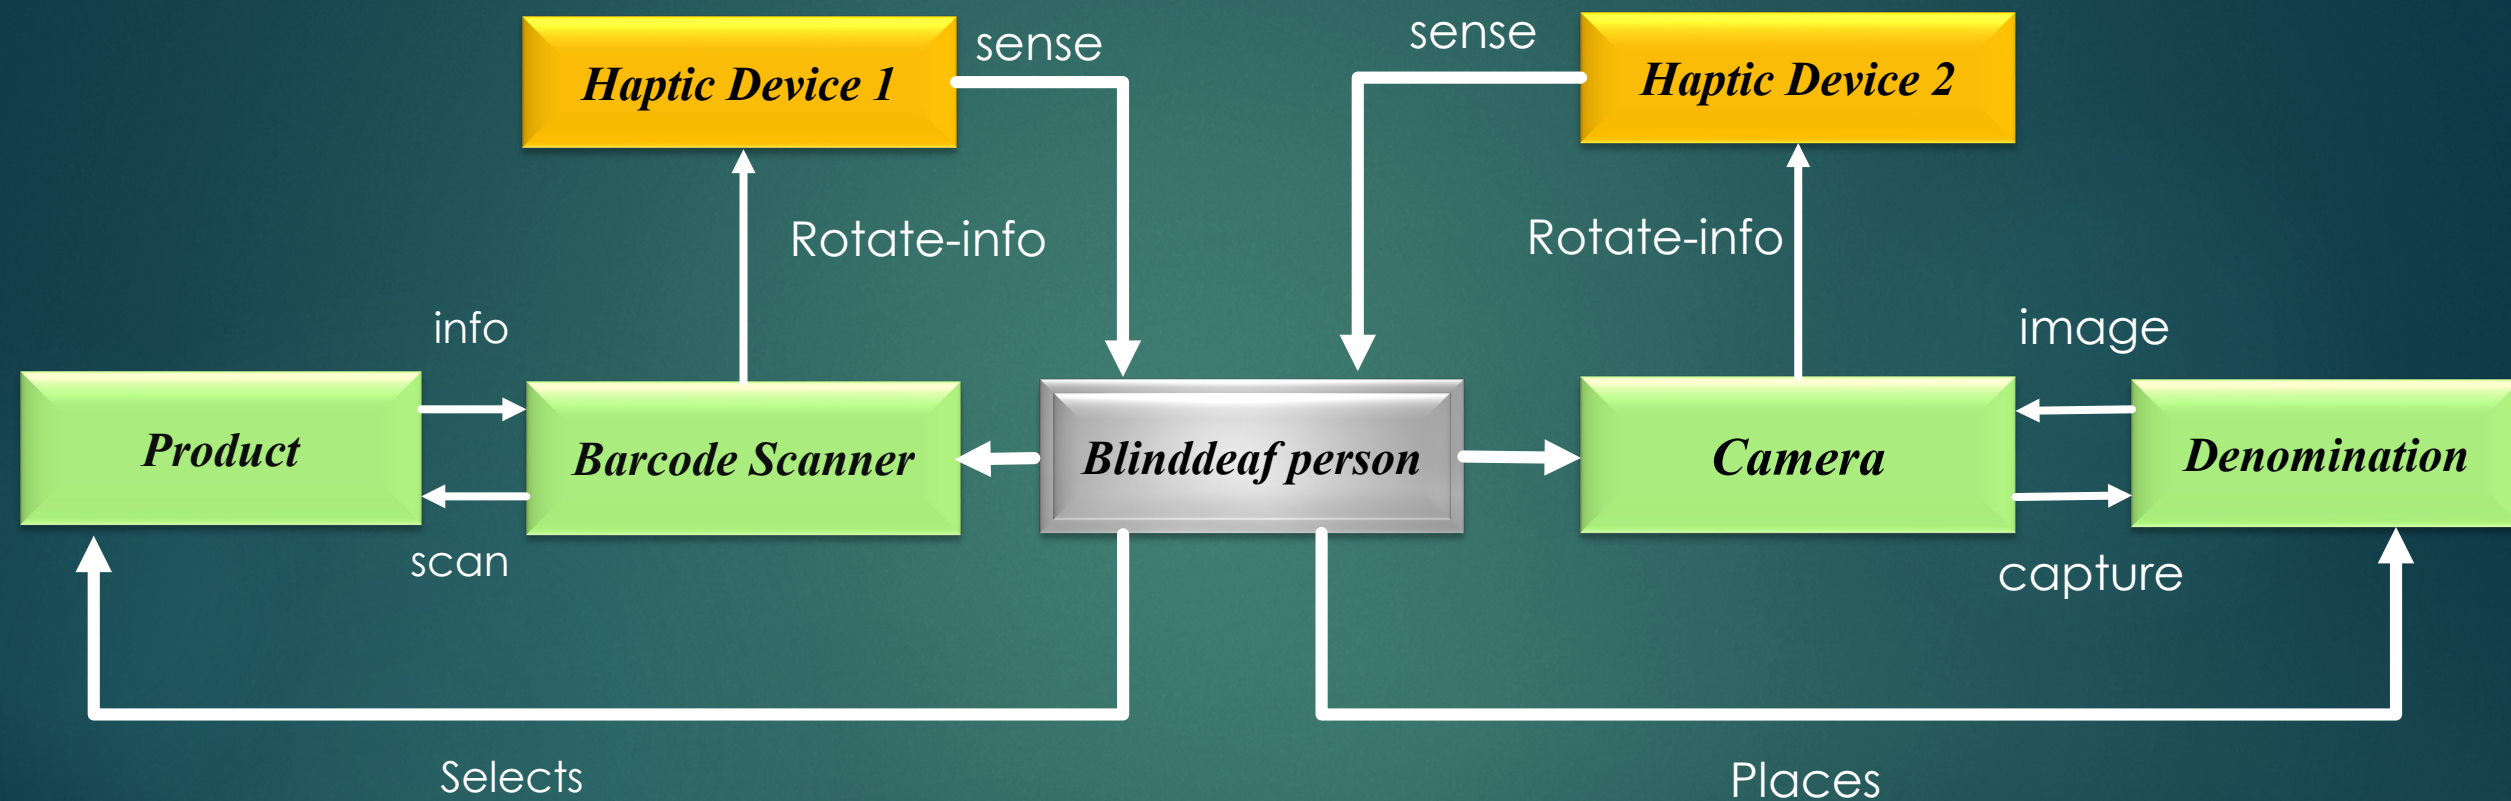 Haptic Device 1
sense
sense
Haptic Device 2
Rotate-info
Rotate-info
info
image
Product
Barcode Scanner
Blinddeaf person
Camera
Denomination
scan
capture
Selects
Places